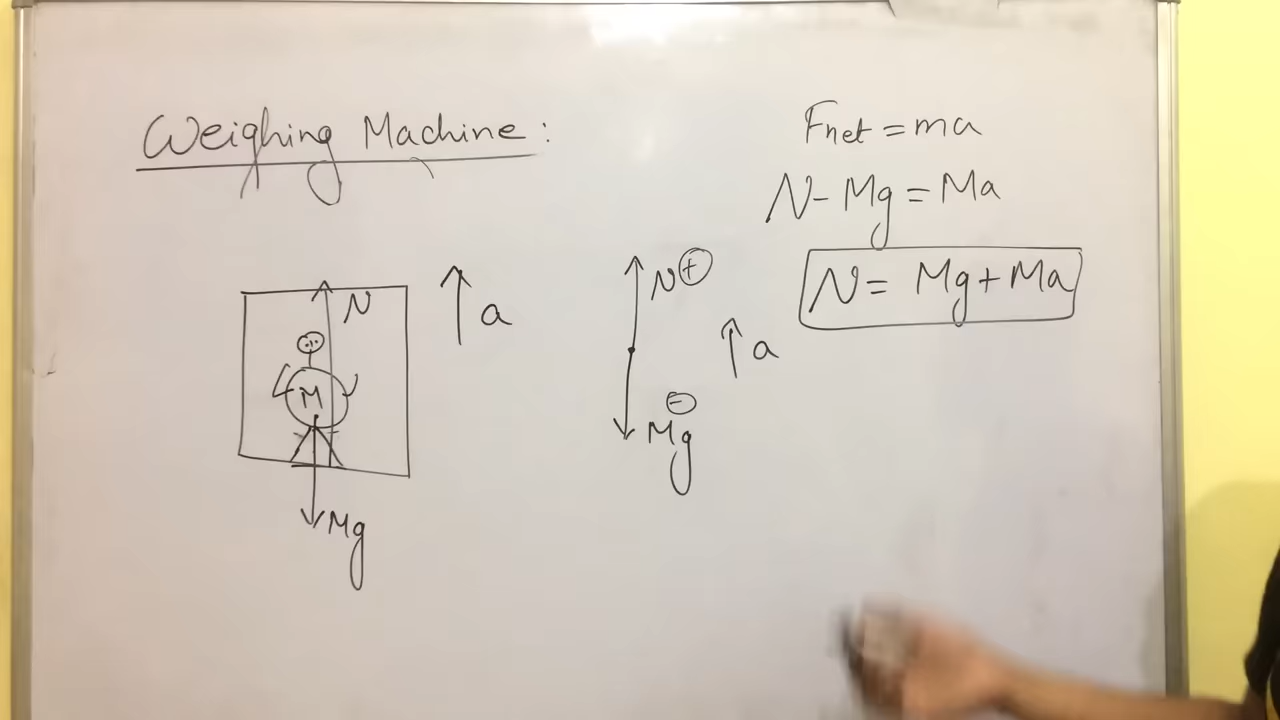 Weighing Machine:
Fnet = ma
N - Mg = Ma
N = Mg + Ma
N
a
M
Mg
N +
a
-
Mg